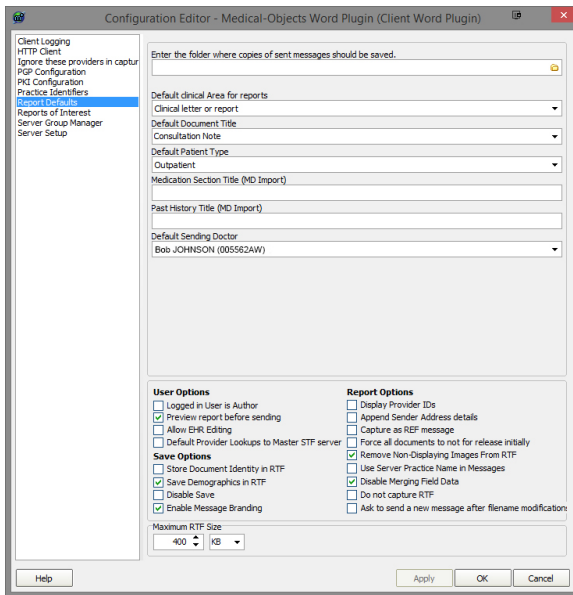 Configuration Editor - Medical-Objects Word Plugin (Client Word Plugin)
Client Logging
HTTP Client
Ignore these providers in captur
PGP Configuration
PKI Configuration
Practice Identifiers
Report Defaults
Reports of Interest
Server Group Manager
Server Setup
Enter the folder where copies of sent messages should be saved.
Default clinical Area for reports
Clinical letter or report
Default Document Title
Consultation Note
Default Patient Type
Outpatient
Medication Section Title (MD Import)
Past History Title (MD Import)
Default Sending Doctor
Bob JOHNSON (005562AW)
User Options
Logged in User is Author
Preview report before sending
Allow EHR Editing
Default Provider Lookups to Master STF server
Save Options
Store Document Identity in RTF
Save Demographics in RTF
Disable Save
Enable Message Branding
Report Options
Display Provider IDs
Append Sender Address details
Capture as REF message
Force all documents to not for release initially
Remove Non-Displaying Images From RTF
Use Server Practice Name in Messages
Disable Merging Field Data
Do not capture RTF
Ask to send a new message after filename modification
Maximum RTF Size
400 KB
Help Apply OK Cancel